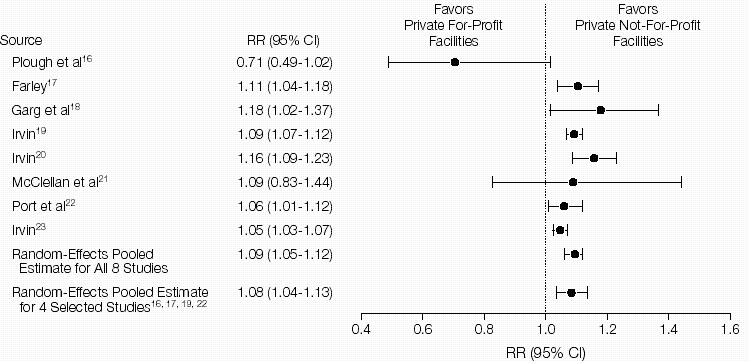 Favors Private For-Profit Facilities
Favors Private Not-For-Profit Facilities
Source RR (95% CI)
Plough et al16 0.71 (0.49-1.02)
Farley17 1.11 (1.04-1.18)
Garg et al18 1.18 (1.02-1.37)
Irvin19 1.09 (1.07-1.12)
Irvin20 1.16 (1.09-1.23)
McClellan et al21 1.09 (0.83-1.44)
Port et al22 1.06 (1.01-1.12)
Irvin23 1.05 (1.03-1.07)
Random-Effects Pooled 1.09 (1.05-1.12)
Estimate for All 8 Studies
Random-Effects Pooled Estimate 1.08 (1.04-1.13)
for 4 Selected Studies16, 17, 19, 22
0.4 0.6 0.8 1.0 1.2 1.4 1.6
RR (95% CI)